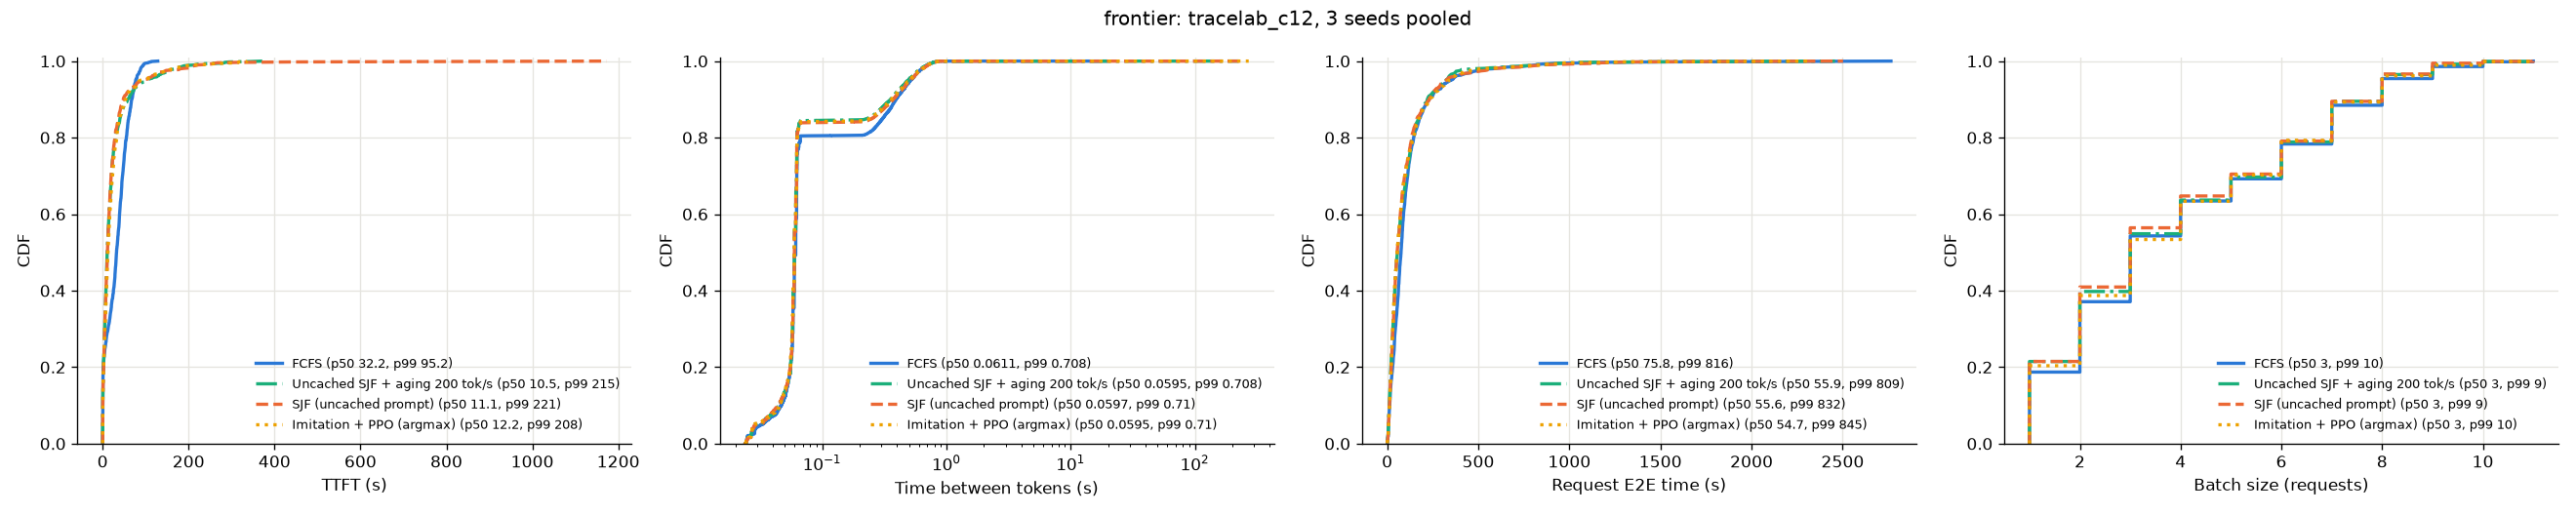 frontier: tracelab_c12, 3 seeds pooled
CDF
1.0
0.8
0.6
0.4
0.2
0.0
FCFS (p50 32.2, p99 95.2)
Uncached SJF + aging 200 tok/s (p50 10.5, p99 215)
SJF (uncached prompt) (p50 11.1, p99 221)
Imitation + PPO (argmax) (p50 12.2, p99 208)
0 200 400 600 800 1000 1200
TTFT (s)
CDF
1.0
0.8
0.6
0.4
0.2
0.0
FCFS (p50 0.0611, p99 0.708)
Uncached SJF + aging 200 tok/s (p50 0.0595, p99 0.708)
SJF (uncached prompt) (p50 0.0597, p99 0.71)
Imitation + PPO (argmax) (p50 0.0595, p99 0.71)
10⁻¹ 10⁰ 10¹ 10²
Time between tokens (s)
CDF
1.0
0.8
0.6
0.4
0.2
0.0
FCFS (p50 75.8, p99 816)
Uncached SJF + aging 200 tok/s (p50 55.9, p99 809)
SJF (uncached prompt) (p50 55.6, p99 832)
Imitation + PPO (argmax) (p50 54.7, p99 845)
0 500 1000 1500 2000 2500
Request E2E time (s)
CDF
1.0
0.8
0.6
0.4
0.2
0.0
FCFS (p50 3, p99 10)
Uncached SJF + aging 200 tok/s (p50 3, p99 9)
SJF (uncached prompt) (p50 3, p99 9)
Imitation + PPO (argmax) (p50 3, p99 10)
2 4 6 8 10
Batch size (requests)